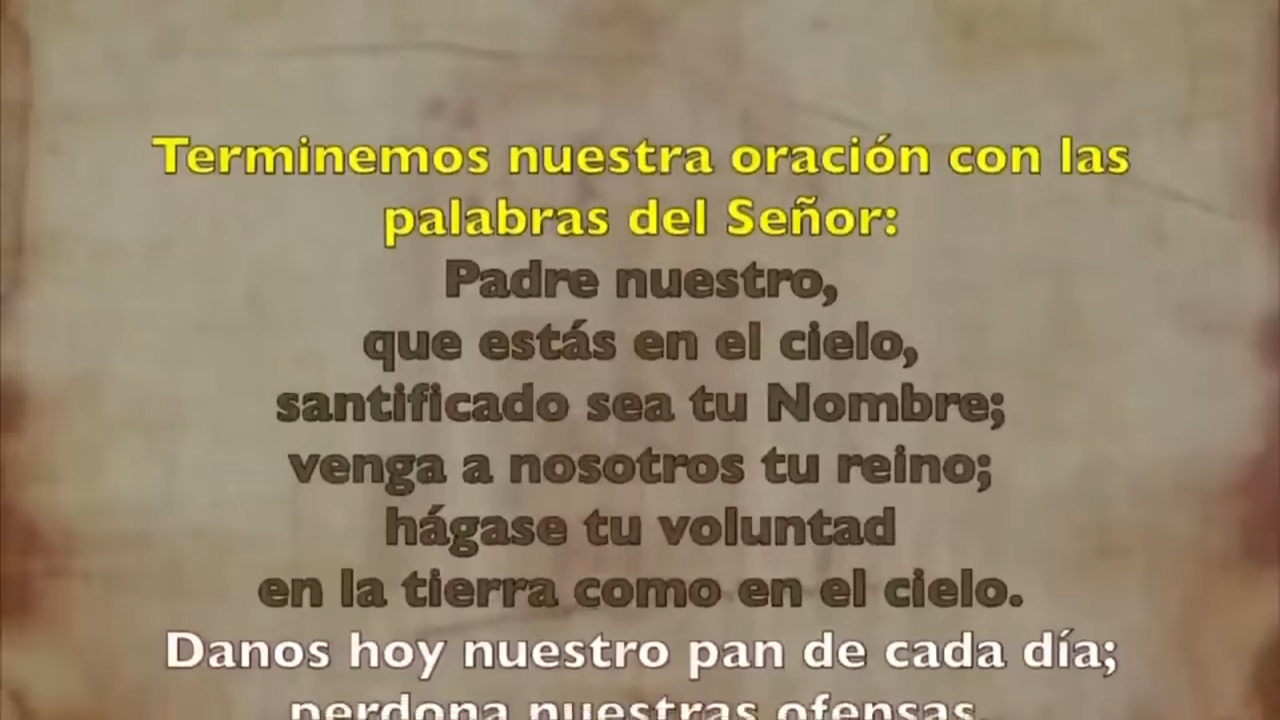 Terminemos nuestra oración con las
palabras del Señor:
Padre nuestro,
que estás en el cielo,
santificado sea tu Nombre;
venga a nosotros tu reino;
hágase tu voluntad
en la tierra como en el cielo.
Danos hoy nuestro pan de cada día;
perdona nuestras ofensas,